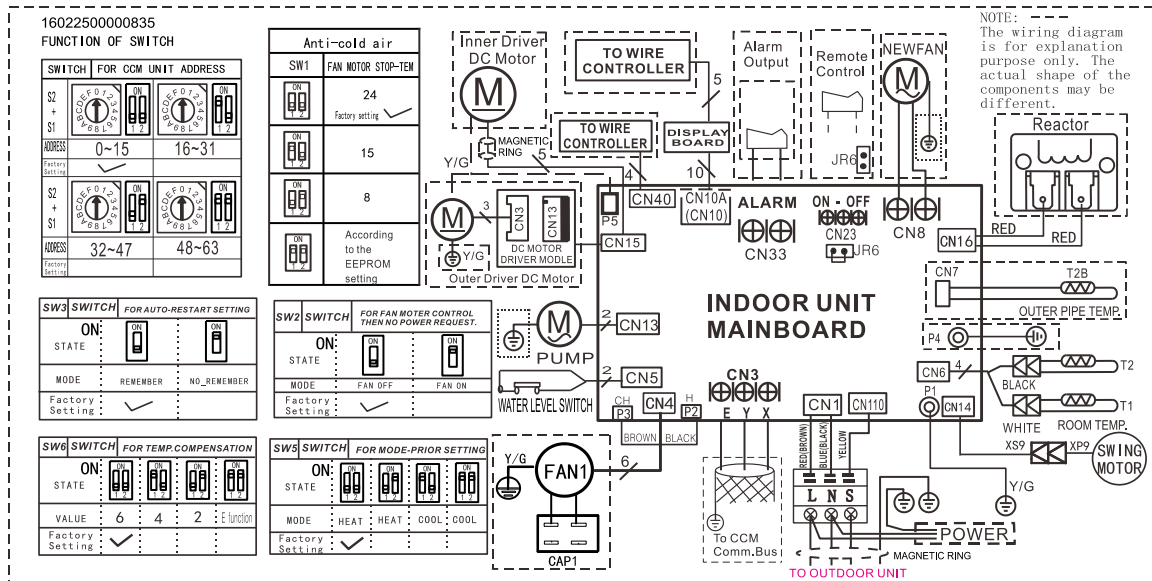 16022500000835
FUNCTION OF SWITCH
SWITCH FOR CCM UNIT ADDRESS
S2 + S1
ADDRESS 0~15 16~31
Factory Setting
S2 + S1
ADDRESS 32~47 48~63
Factory Setting
Anti-cold air
SW1 FAN MOTOR STOP-TEM
24
Factory setting
15
8
According
to the
EEPROM
setting
SW3 SWITCH FOR AUTO-RESTART SETTING
ON
STATE
MODE REMEMBER NO_REMEMBER
Factory Setting
SW2 SWITCH FOR FAN MOTER CONTROL
THEN NO POWER REQUEST.
ON
STATE
MODE FAN OFF FAN ON
Factory Setting
SW6 SWITCH FOR TEMP.COMPENSATION
ON
STATE
VALUE 6 4 2 E function
Factory Setting
SW5 SWITCH FOR MODE-PRIOR SETTING
ON
STATE
MODE HEAT HEAT COOL COOL
Factory Setting
Inner Driver
DC Motor
M
MAGNETIC
RING
Y/G
5
M
3
CN3
CN13
DC MOTOR
DRIVER MODLE
Y/G
Outer Driver DC Motor
TO WIRE
CONTROLLER
5
TO WIRE
CONTROLLER
DISPLAY
BOARD
4
10
Alarm
Output
Remote
Control
JR6
NEWFAN
M
NOTE:
The wiring diagram
is for explanation
purpose only. The
actual shape of the
components may be
different.
Reactor
RED
RED
P5
CN40
CN10A
(CN10)
ALARM
CN33
ON - OFF
CN23
JR6
CN8
CN16
CN15
INDOOR UNIT
MAINBOARD
CN7
T2B
OUTER PIPE TEMP.
P4
M
PUMP
2
CN13
2
CN5
WATER LEVEL SWITCH
CN4
CH
P3
H
P2
BROWN BLACK
CN3
E Y X
CN1
CN110
CN6
4
P1
CN14
BLACK
T2
WHITE
T1
ROOM TEMP.
XS9
XP9
SWING
MOTOR
Y/G
Y/G
FAN1
6
CAP1
To CCM
Comm.Bus
RED(BROWN)
BLUE(BLACK)
YELLOW
L N S
POWER
MAGNETIC RING
TO OUTDOOR UNIT